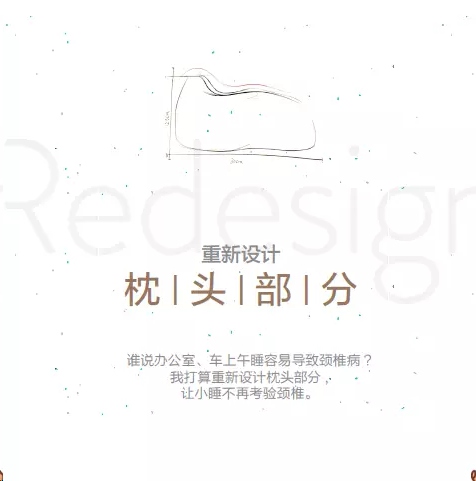 Redesign
重新设计
枕|头|部|分
谁说办公室、车上午睡容易导致颈椎病？
我打算重新设计枕头部分，
让小睡不再考验颈椎。